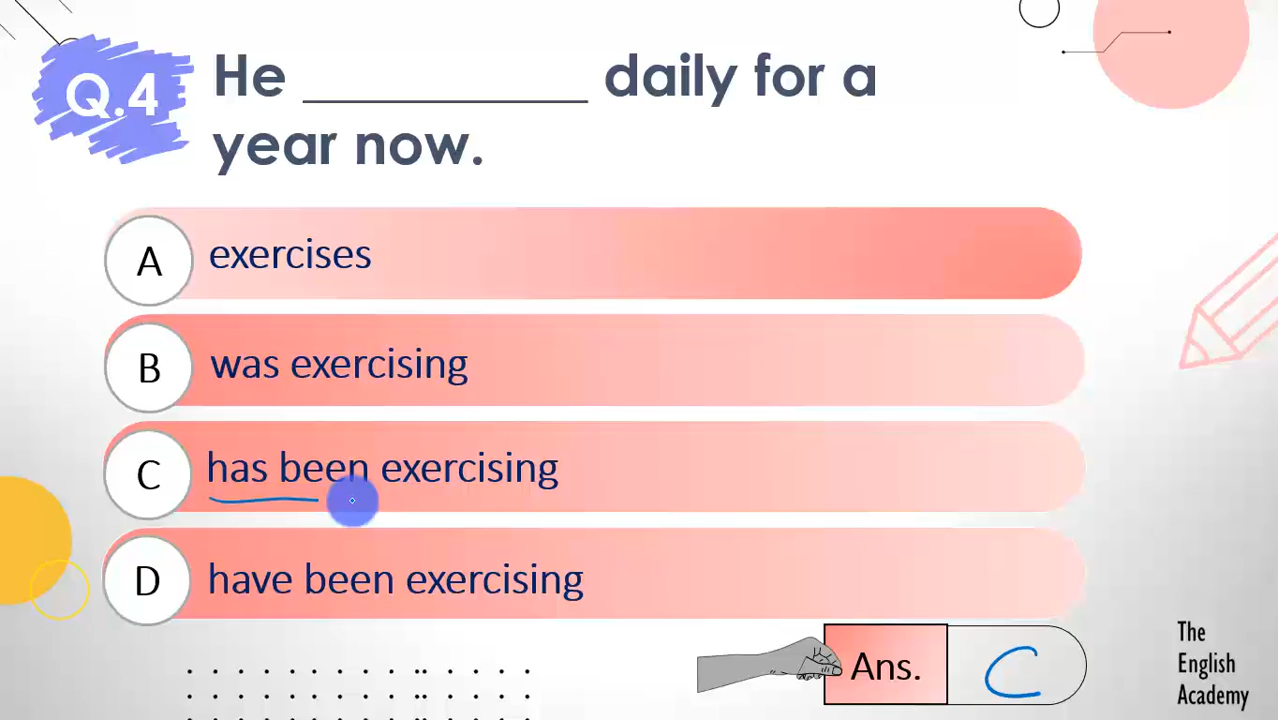 Q.4
He __________ daily for a
year now.
A exercises
B was exercising
C has been exercising
D have been exercising
Ans. C
The
English
Academy